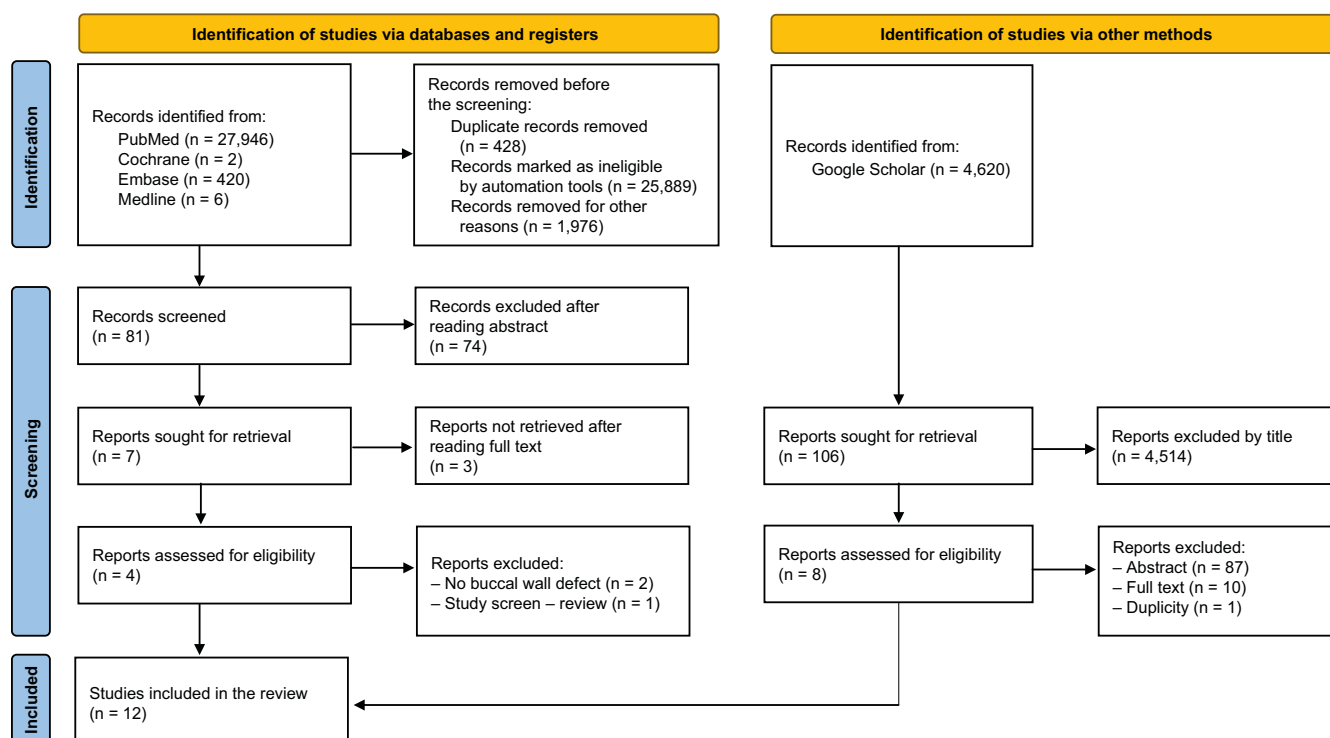 Identification of studies via databases and registers
Identification of studies via other methods
Identification
Records identified from:
PubMed (n = 27,946)
Cochrane (n = 2)
Embase (n = 420)
Medline (n = 6)
Records removed before
the screening:
Duplicate records removed
(n = 428)
Records marked as ineligible
by automation tools (n = 25,889)
Records removed for other
reasons (n = 1,976)
Records identified from:
Google Scholar (n = 4,620)
Screening
Records screened
(n = 81)
Records excluded after
reading abstract
(n = 74)
Reports sought for retrieval
(n = 7)
Reports not retrieved after
reading full text
(n = 3)
Reports sought for retrieval
(n = 106)
Reports excluded by title
(n = 4,514)
Reports assessed for eligibility
(n = 4)
Reports excluded:
– No buccal wall defect (n = 2)
– Study screen – review (n = 1)
Reports assessed for eligibility
(n = 8)
Reports excluded:
– Abstract (n = 87)
– Full text (n = 10)
– Duplicity (n = 1)
Included
Studies included in the review
(n = 12)